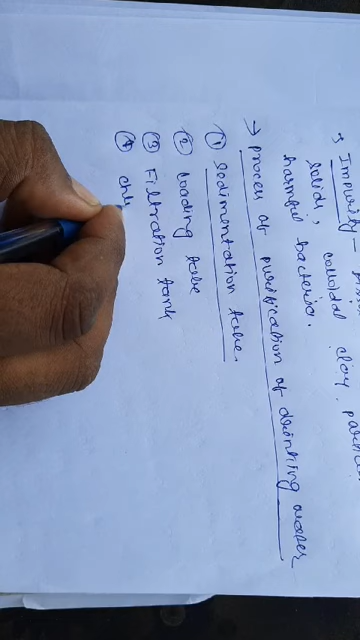 → Impurity -
colloidal clay
solids,
harmful bacteria.
→ Process of purification of drinking water
① Sedimentation tube.
② Loading tube
③ Filtration tank
④ Chl